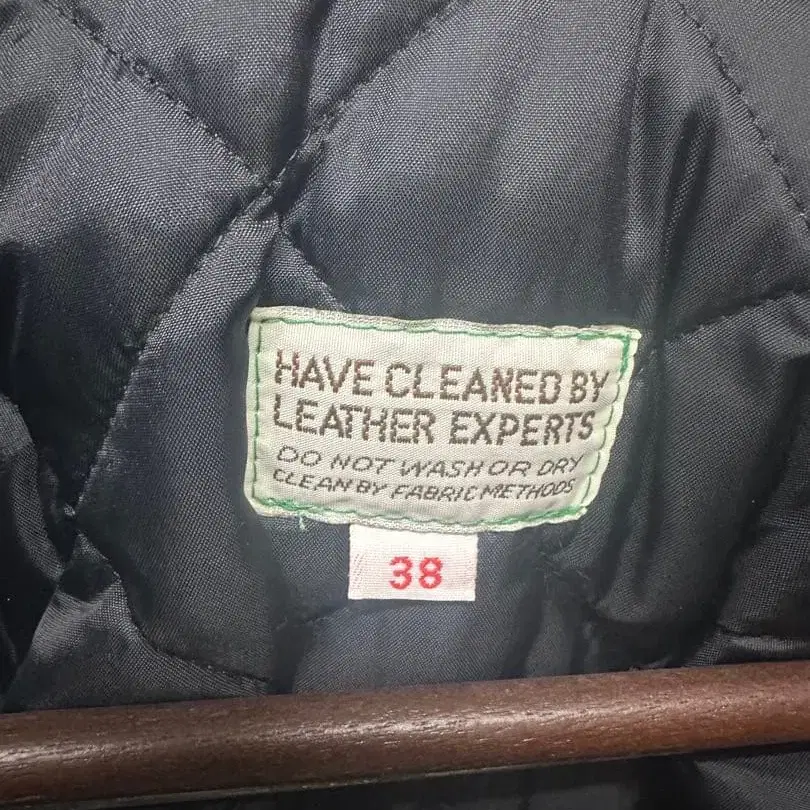 HAVE CLEANED BY
LEATHER EXPERTS
DO NOT WASH OR DRY
CLEAN BY FABRIC METHODS
38